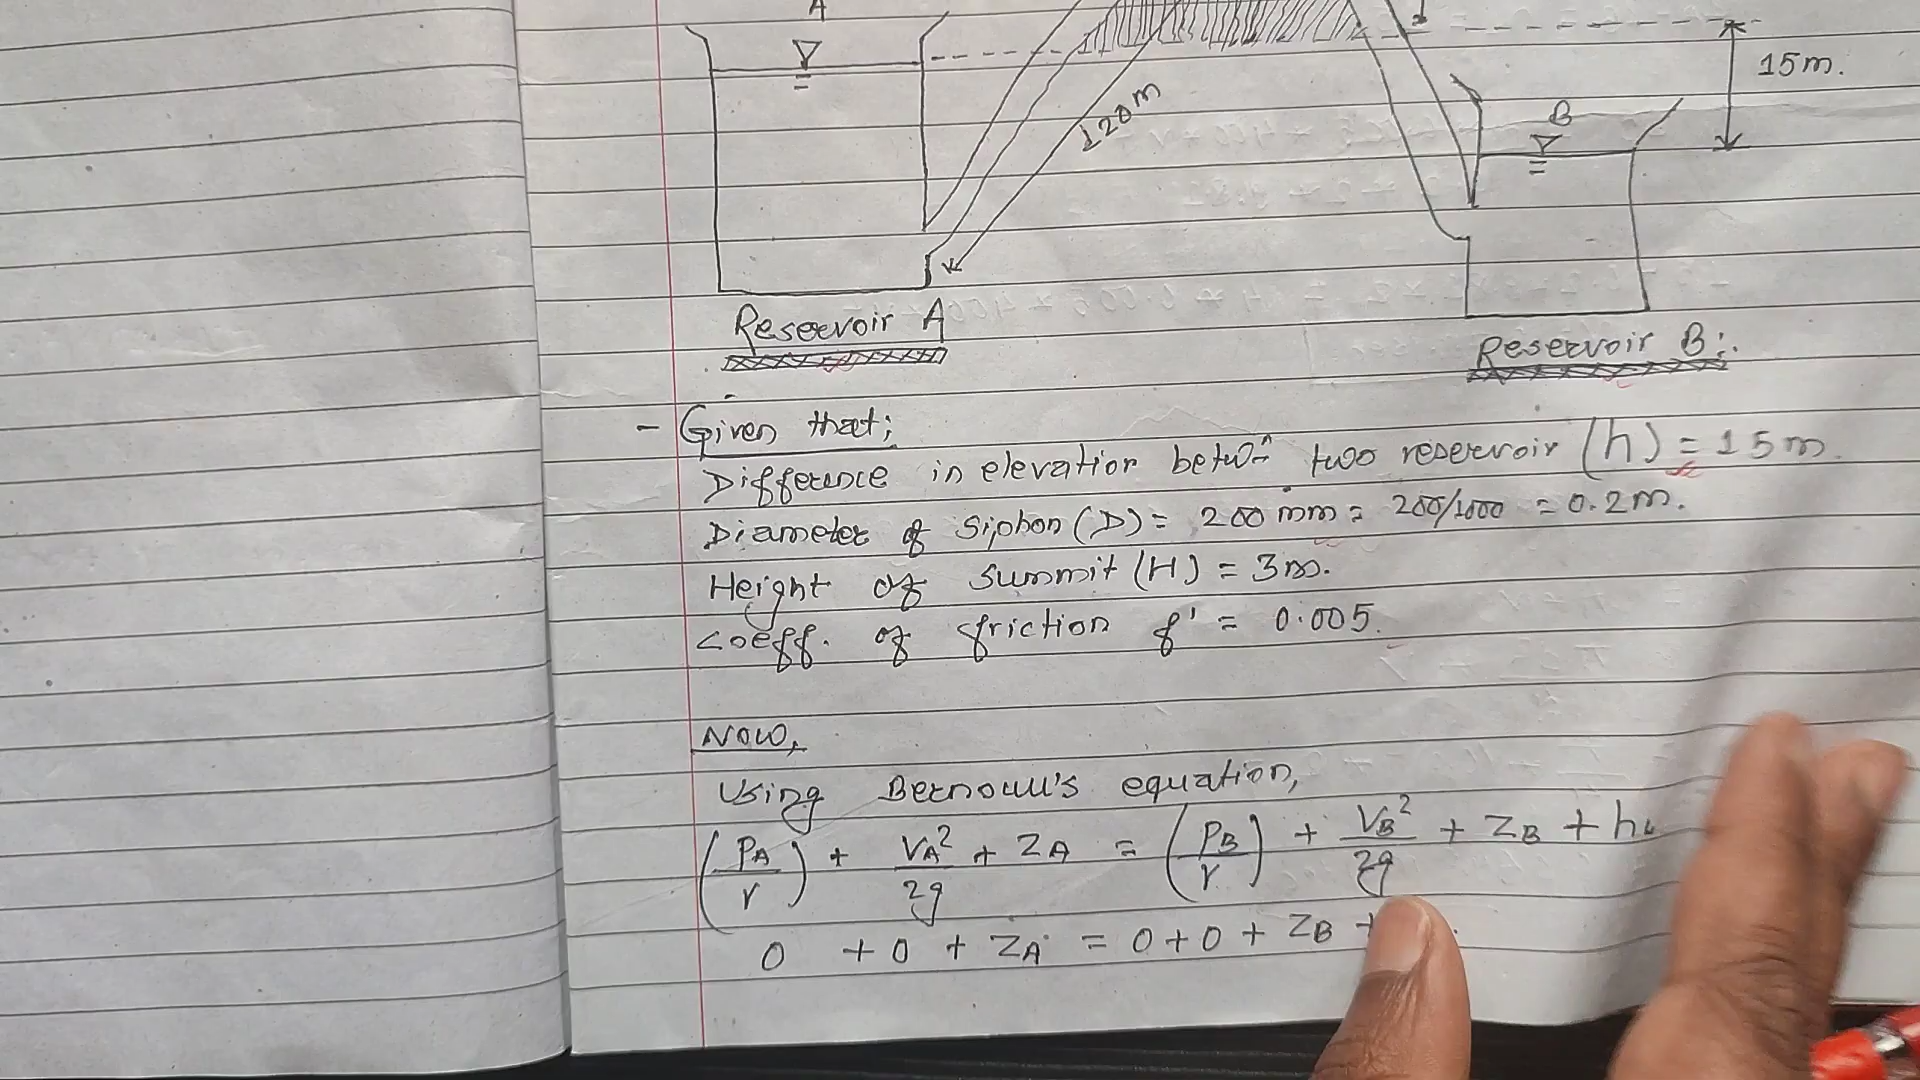 A
15m.
120m
B
Reservoir A
Reservoir B:.
- Given that;
Difference in elevation betwn two reservoir (h) = 15m.
Diameter of Siphon (D) = 200 mm = 200/1000 = 0.2m.
Height of Summit (H) = 3m.
Coeff. of friction f' = 0.005.
Now,
Using Bernoulli's equation,
(PA/r) + VA²/2g + ZA = (PB/r) + VB²/2g + ZB + hL
0 + 0 + ZA = 0 + 0 + ZB +